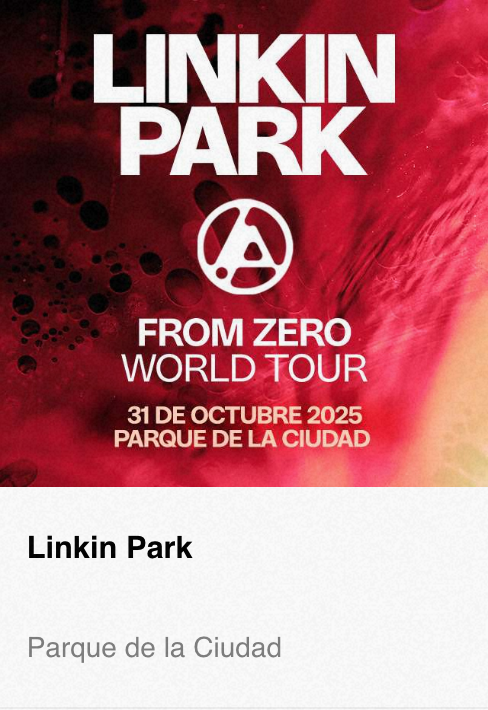 LINKIN
PARK
FROM ZERO
WORLD TOUR
31 DE OCTUBRE 2025
PARQUE DE LA CIUDAD
Linkin Park
Parque de la Ciudad